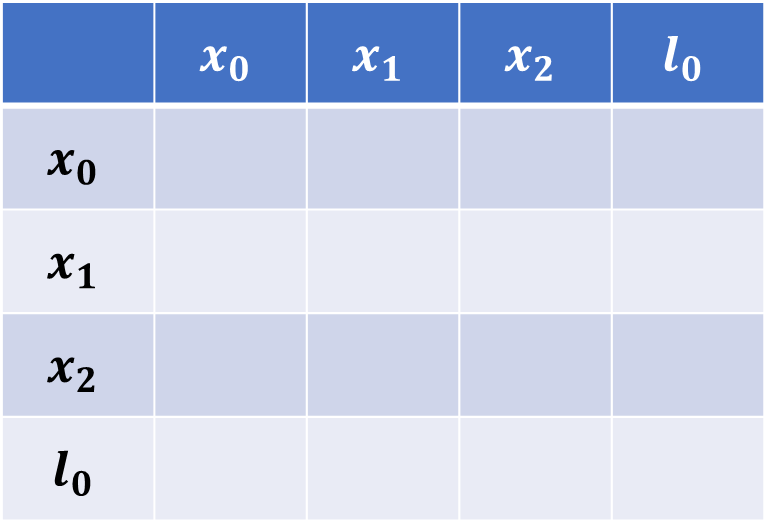 x₀ x₁ x₂ l₀
x₀
x₁
x₂
l₀